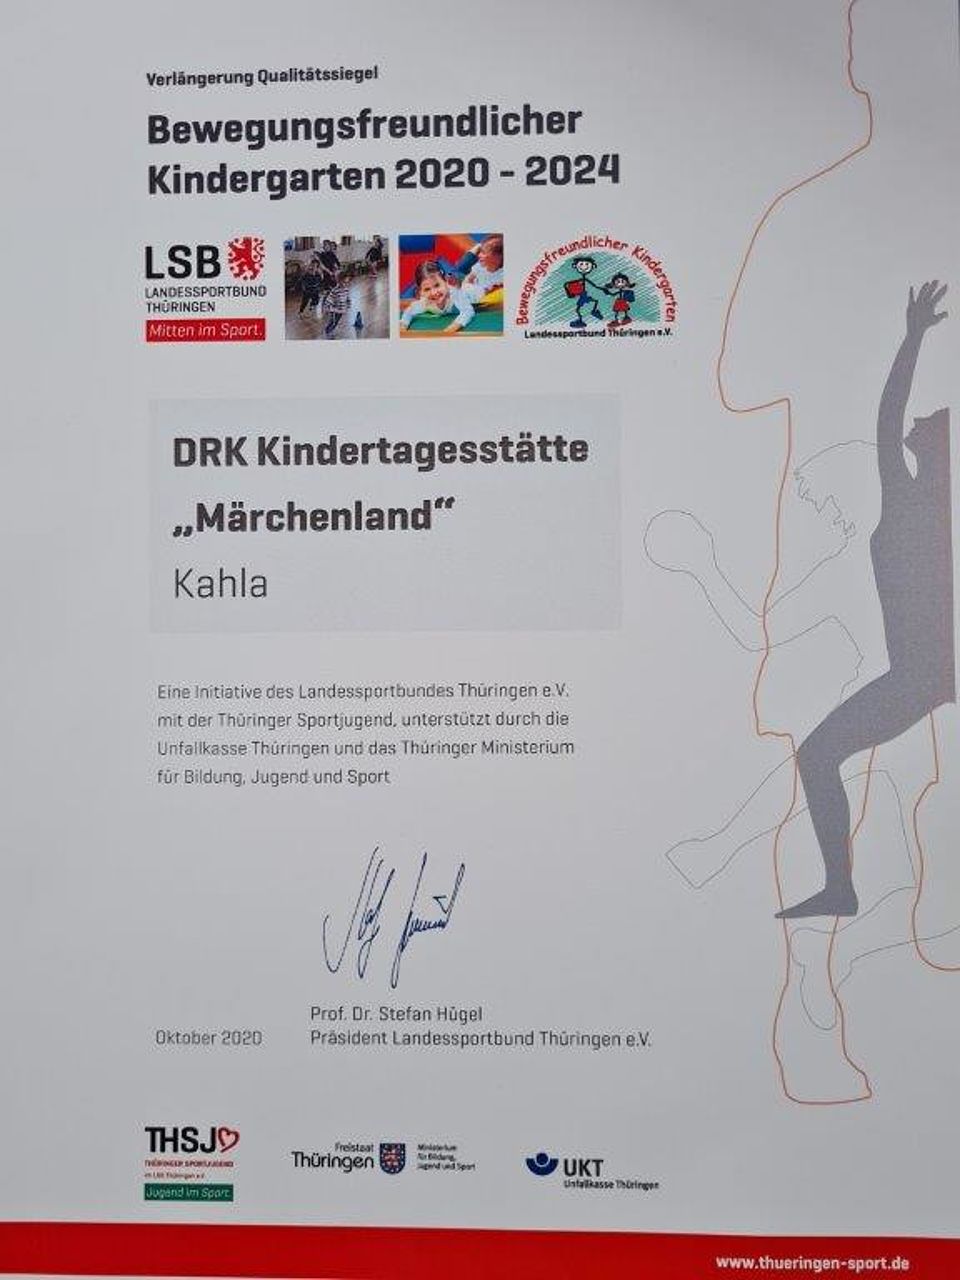 Verlängerung Qualitätssiegel
Bewegungsfreundlicher
Kindergarten 2020 - 2024
LSB
LANDESSPORTBUND
THÜRINGEN
Mitten im Sport.
Bewegungsfreundlicher Kindergarten
Landessportbund Thüringen e.V.
DRK Kindertagesstätte
„Märchenland“
Kahla
Eine Initiative des Landessportbundes Thüringen e.V.
mit der Thüringer Sportjugend, unterstützt durch die
Unfallkasse Thüringen und das Thüringer Ministerium
für Bildung, Jugend und Sport
Prof. Dr. Stefan Hügel
Oktober 2020 Präsident Landessportbund Thüringen e.V.
THSJ
THÜRINGER SPORTJUGEND
im LSB Thüringen e.V.
Jugend im Sport.
Freistaat
Thüringen
Ministerium
für Bildung,
Jugend und Sport
UKT
Unfallkasse Thüringen
www.thueringen-sport.de